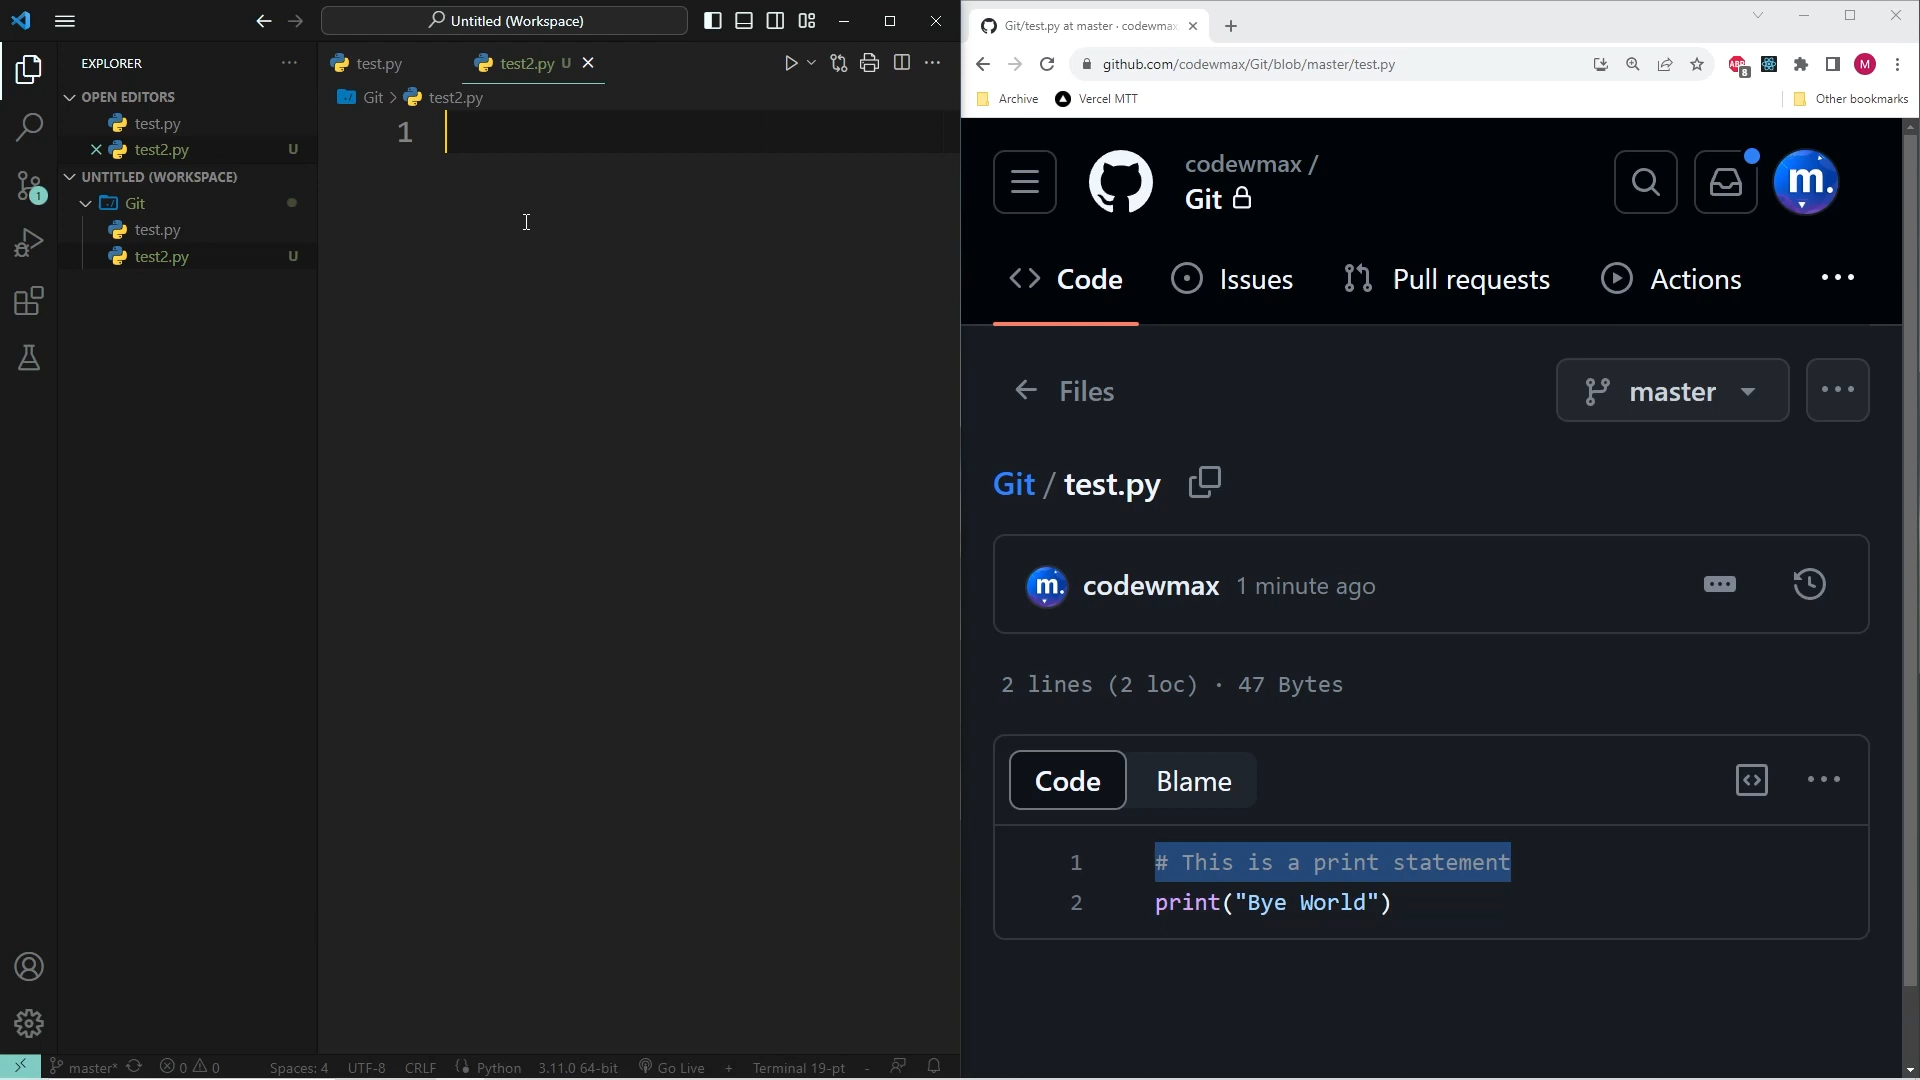 Untitled (Workspace)
EXPLORER
OPEN EDITORS
test.py
test2.py U
UNTITLED (WORKSPACE)
Git
test.py
test2.py U
1
test.py
test2.py U
Git > test2.py
1
master*
0 0
Spaces: 4
UTF-8
CRLF
Python
3.11.0 64-bit
Go Live
Terminal 19-pt
Git/test.py at master · codewmax
github.com/codewmax/Git/blob/master/test.py
ABP
8
M
Archive
Vercel MTT
Other bookmarks
codewmax /
Git
m.
Code
Issues
Pull requests
Actions
Files
master
Git / test.py
m.
codewmax 1 minute ago
2 lines (2 loc) · 47 Bytes
Code
Blame
1 # This is a print statement
2 print("Bye World")